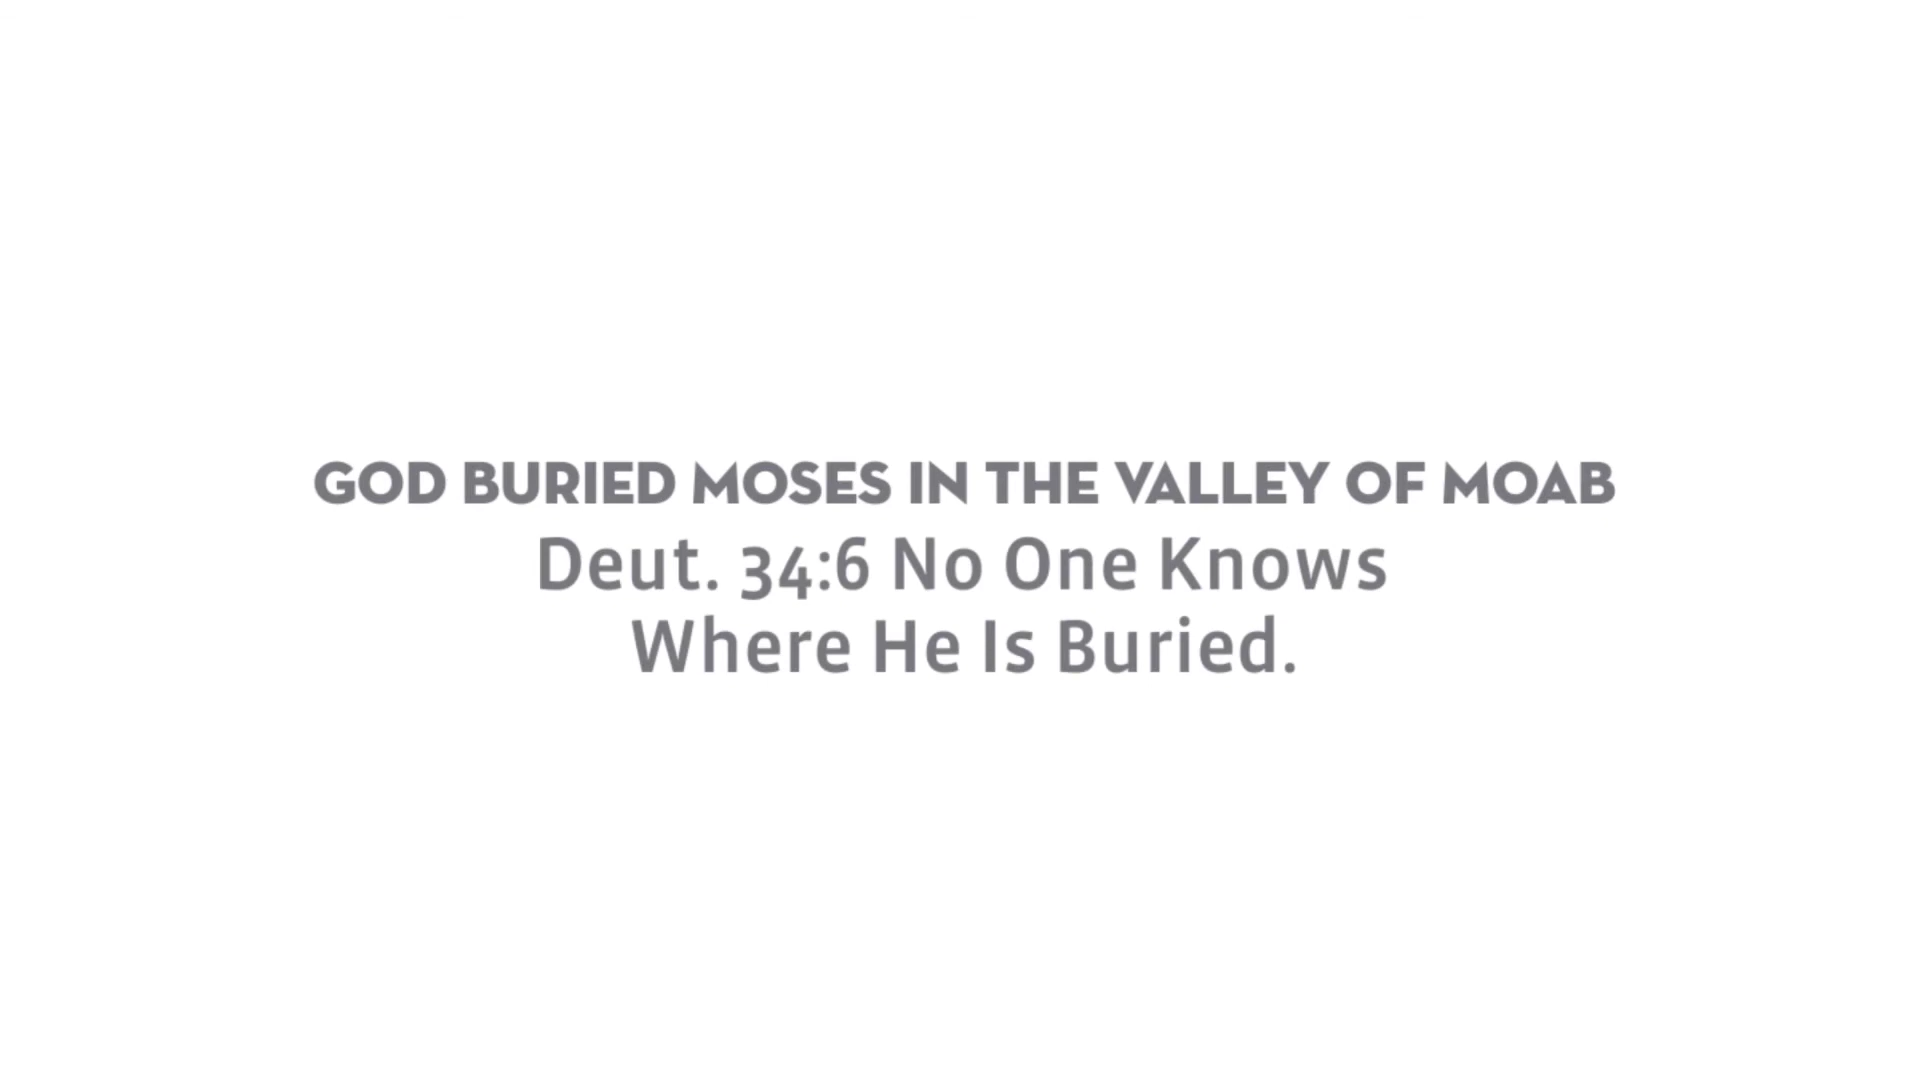 GOD BURIED MOSES IN THE VALLEY OF MOAB
Deut. 34:6 No One Knows
Where He Is Buried.